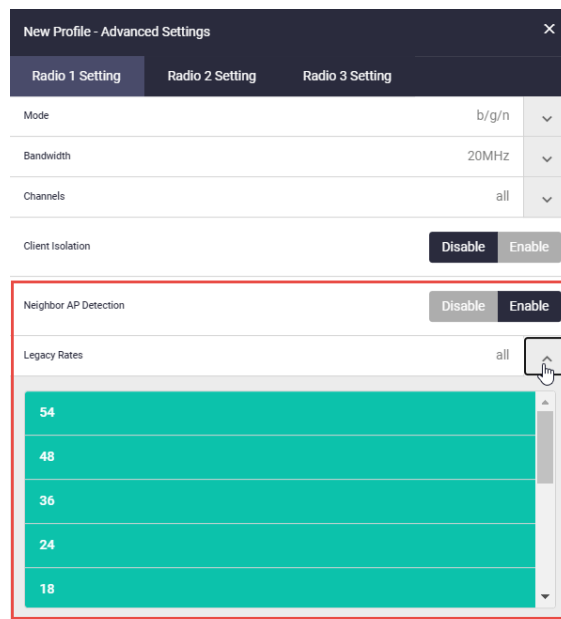 New Profile - Advanced Settings
Radio 1 Setting Radio 2 Setting Radio 3 Setting
Mode b/g/n
Bandwidth 20MHz
Channels all
Client Isolation Disable Enable
Neighbor AP Detection Disable Enable
Legacy Rates all
54
48
36
24
18